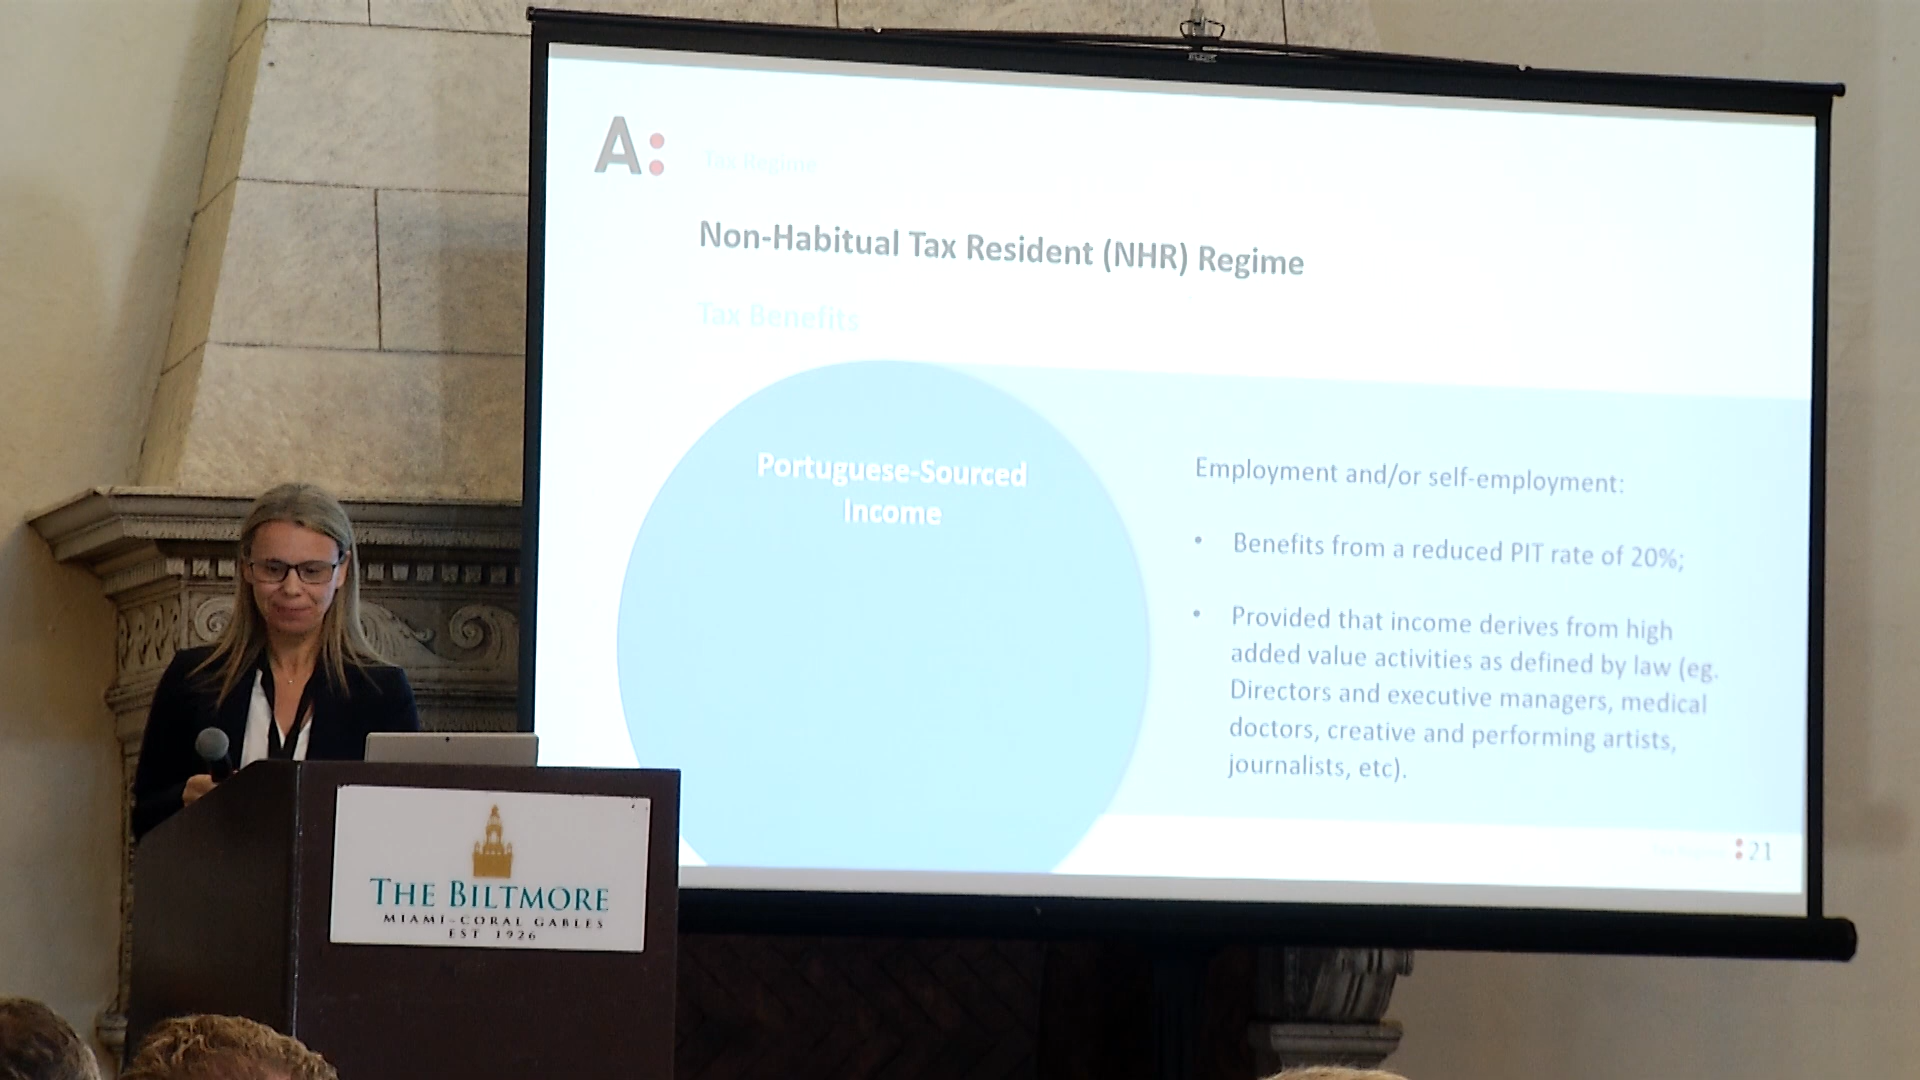 A:
Tax Regime
Non-Habitual Tax Resident (NHR) Regime
Tax Benefits
Portuguese-Sourced
Income
Employment and/or self-employment:
• Benefits from a reduced PIT rate of 20%;
• Provided that income derives from high
added value activities as defined by law (eg.
Directors and executive managers, medical
doctors, creative and performing artists,
journalists, etc).
:21
THE BILTMORE
MIAMI-CORAL GABLES
EST 1926